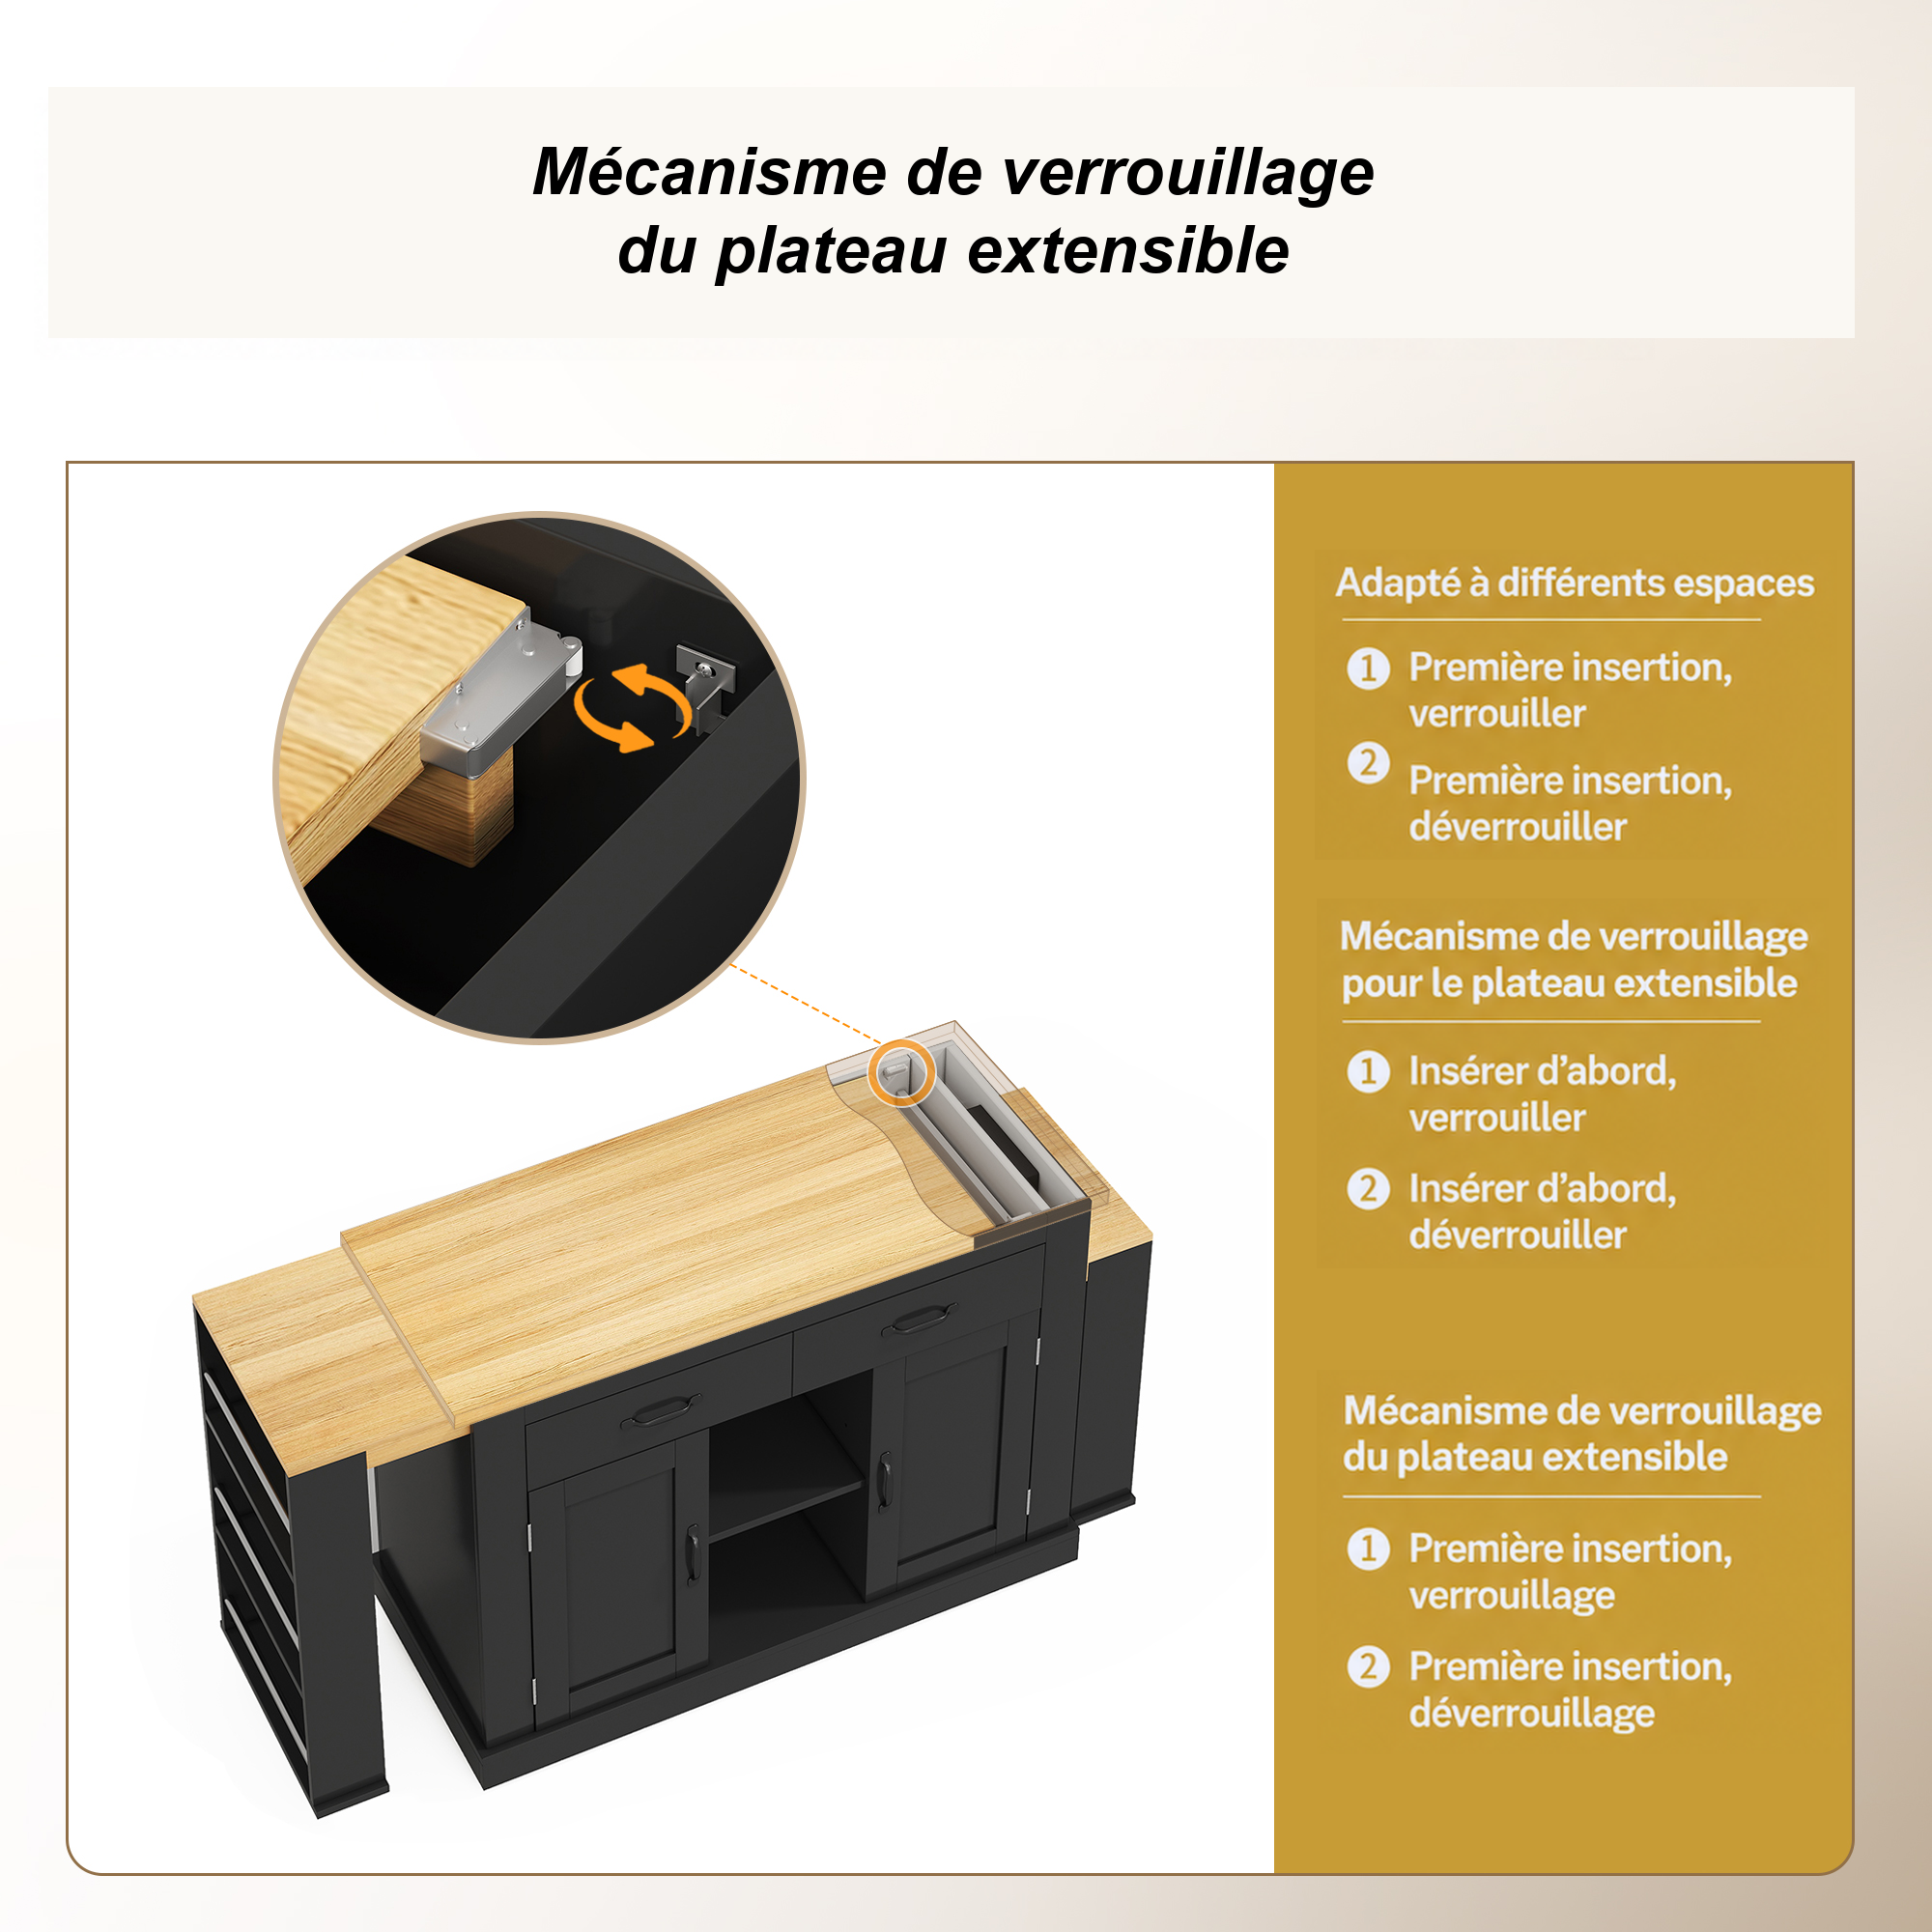 Mécanisme de verrouillage
du plateau extensible
Adapté à différents espaces
1 Première insertion,
verrouiller
2 Première insertion,
déverrouiller
Mécanisme de verrouillage
pour le plateau extensible
1 Insérer d’abord,
verrouiller
2 Insérer d’abord,
déverrouiller
Mécanisme de verrouillage
du plateau extensible
1 Première insertion,
verrouillage
2 Première insertion,
déverrouillage